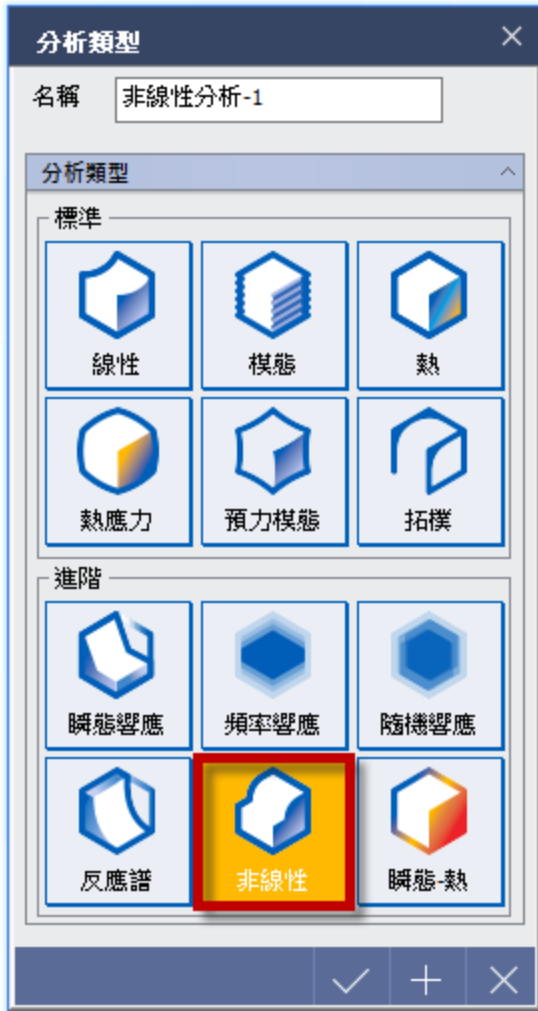 分析類型
名稱 非線性分析-1
分析類型
標準
線性 模態 熱
熱應力 預力模態 拓樸
進階
瞬態響應 頻率響應 隨機響應
反應譜 非線性 瞬態-熱